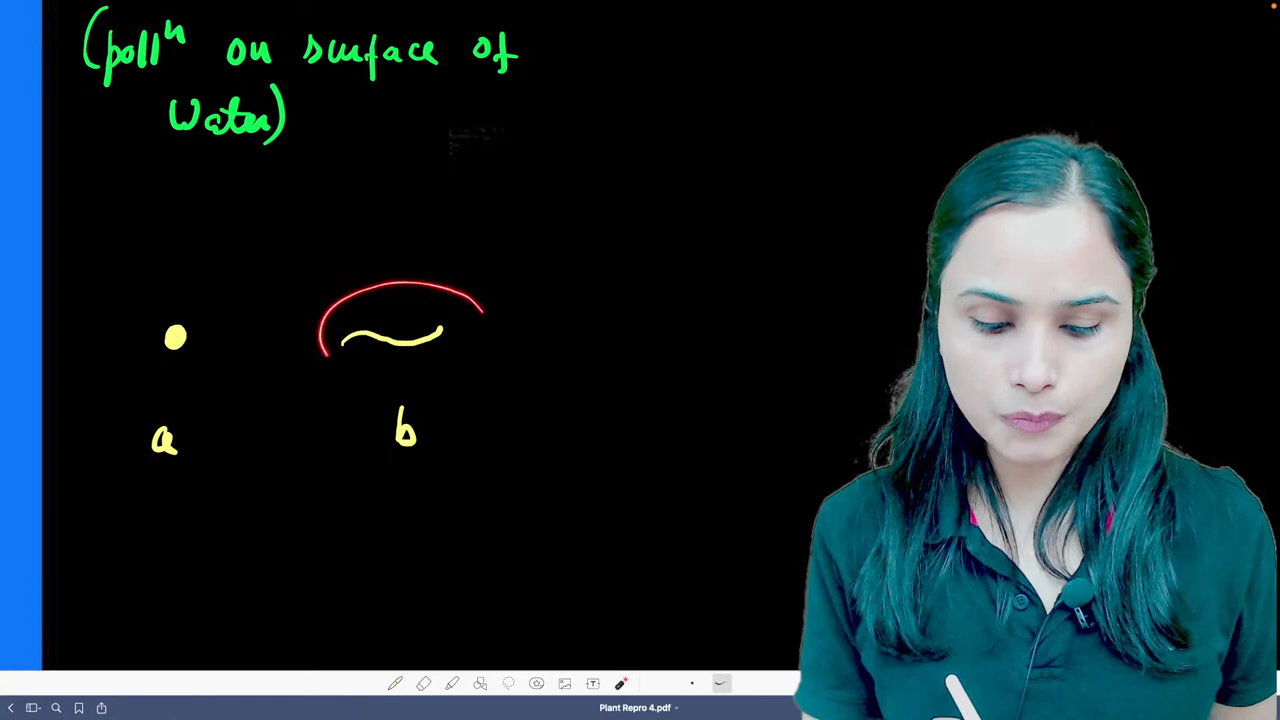 (pollⁿ on surface of
Water)
a b
Plant Repro 4.pdf